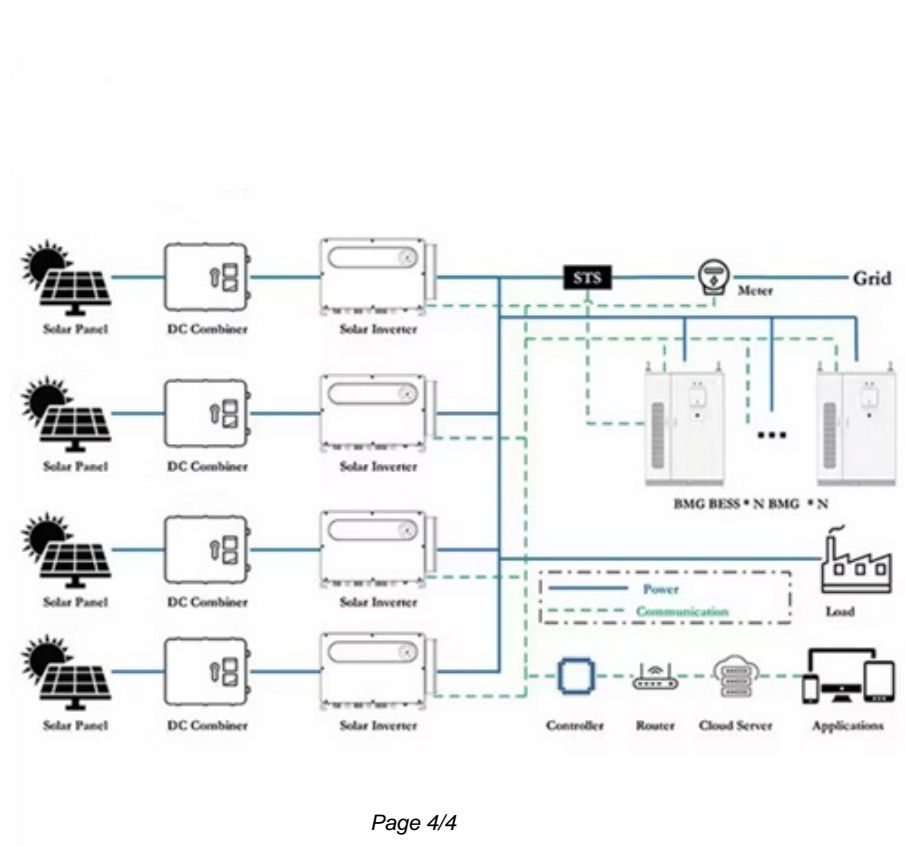 STS
Meter
Grid
Solar Panel DC Combiner Solar Inverter
Solar Panel DC Combiner Solar Inverter
BMG BESS * N BMG * N
Solar Panel DC Combiner Solar Inverter
Power
Communication
Load
Solar Panel DC Combiner Solar Inverter
Controller Router Cloud Server Applications
Page 4/4